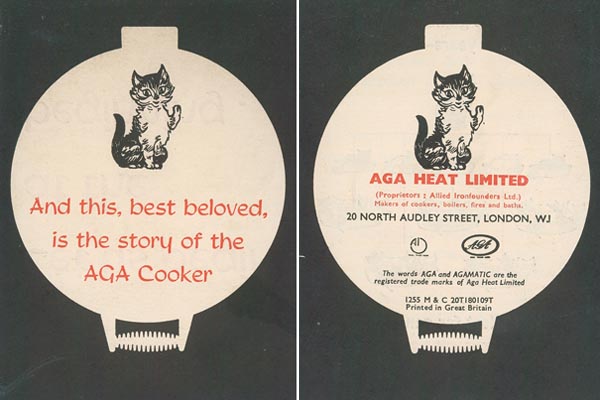 And this, best beloved,
is the story of the
AGA Cooker
AGA HEAT LIMITED
(Proprietors : Allied Ironfounders Ltd.)
Makers of cookers, boilers, fires and baths.
20 NORTH AUDLEY STREET, LONDON, W.1
AGA
The words AGA and AGAMATIC are the
registered trade marks of Aga Heat Limited
1255 M & C 20T180109T
Printed in Great Britain